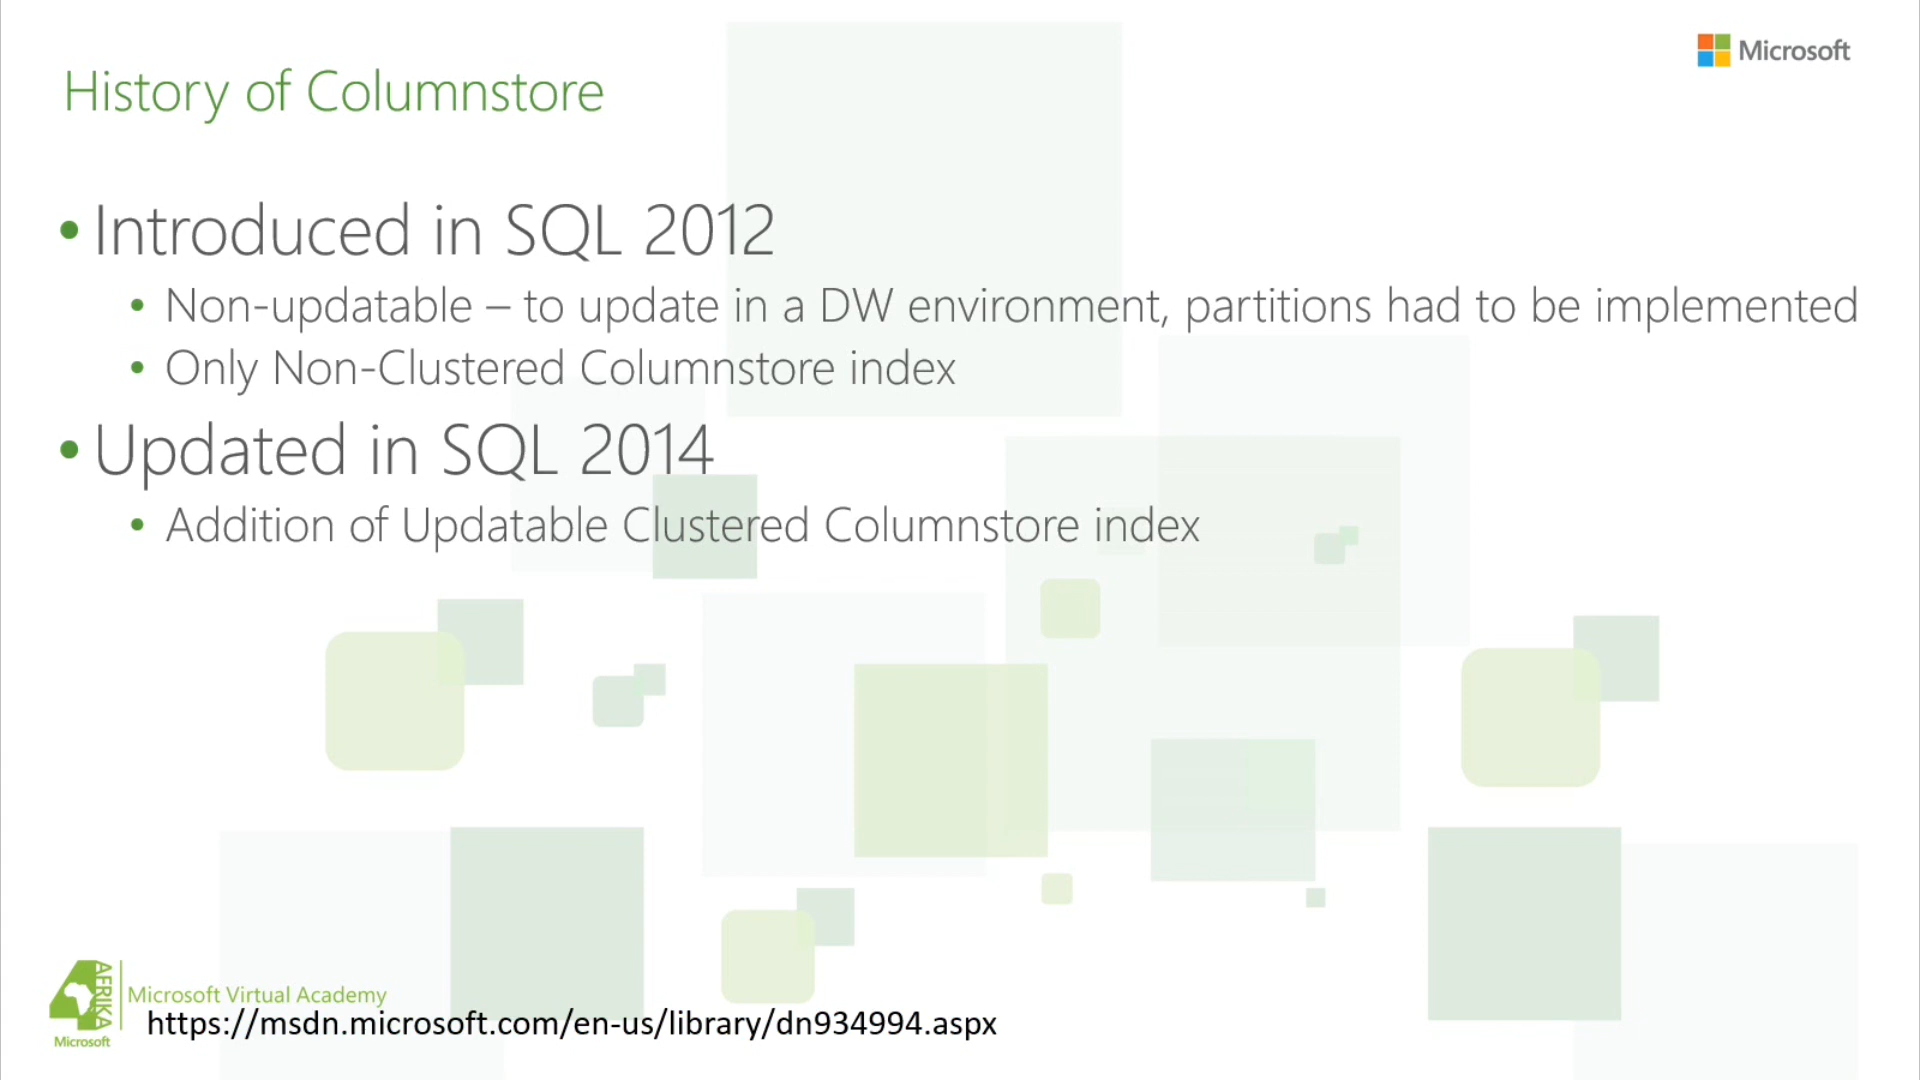 Microsoft
History of Columnstore
• Introduced in SQL 2012
• Non-updatable – to update in a DW environment, partitions had to be implemented
• Only Non-Clustered Columnstore index
• Updated in SQL 2014
• Addition of Updatable Clustered Columnstore index
4AFRIKA
Microsoft
Microsoft Virtual Academy
https://msdn.microsoft.com/en-us/library/dn934994.aspx